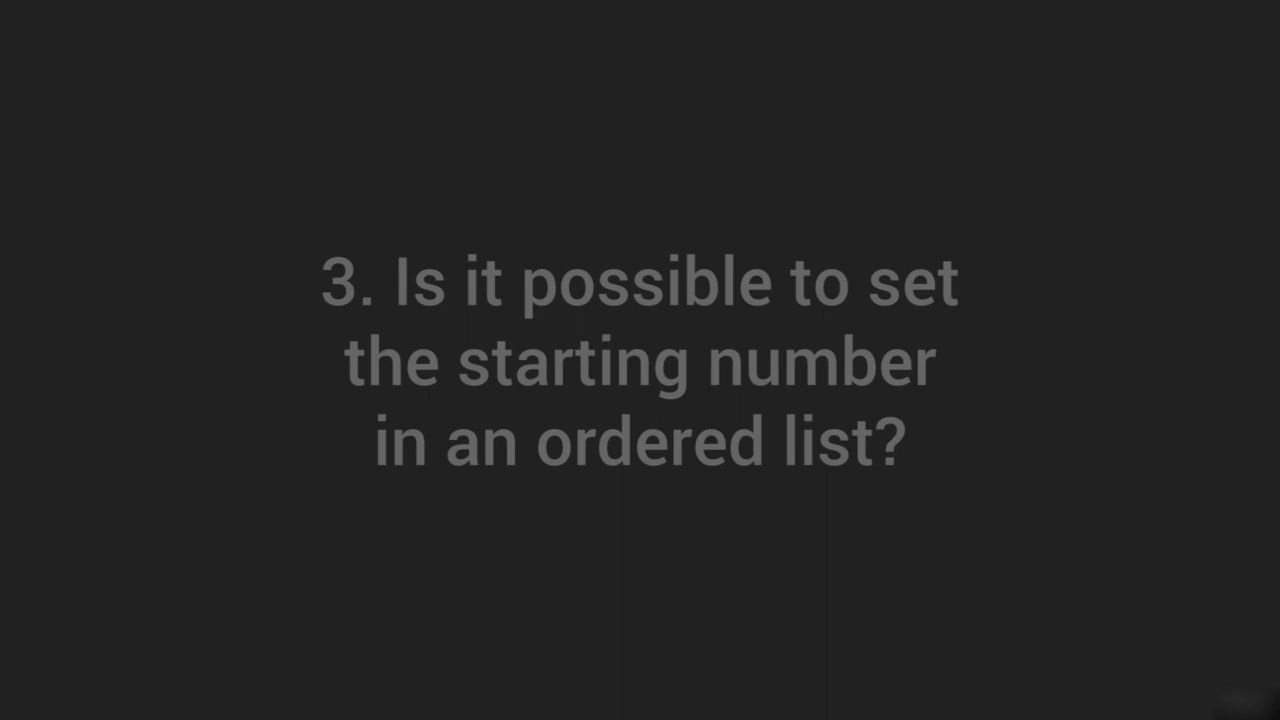 3. Is it possible to set
the starting number
in an ordered list?